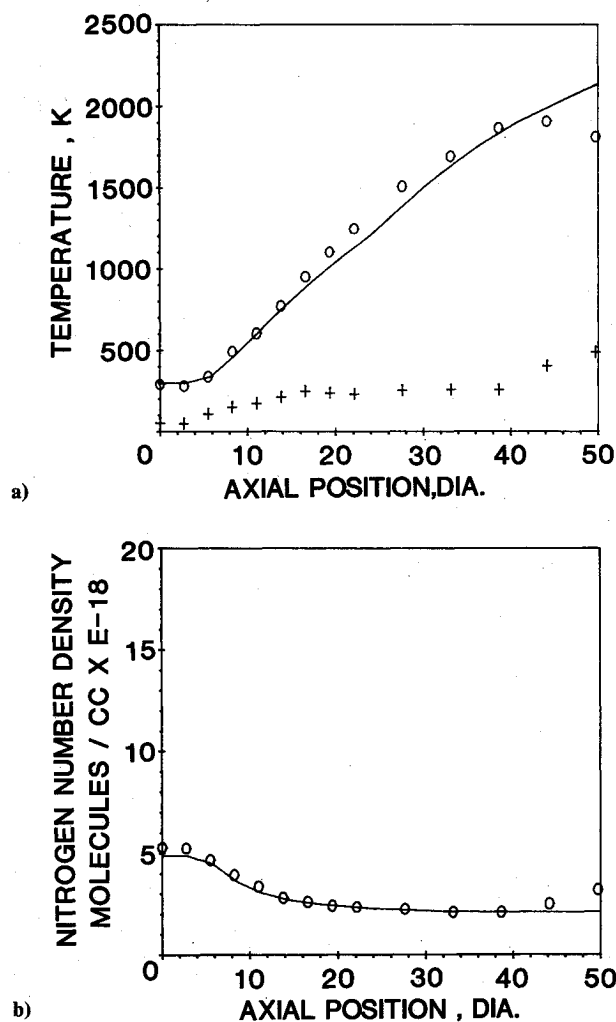 2500
2000
1500
1000
500
TEMPERATURE , K
0 10 20 30 40 50
AXIAL POSITION,DIA.
a)
20
15
10
5
0
NITROGEN NUMBER DENSITY
MOLECULES / CC X E-18
0 10 20 30 40 50
AXIAL POSITION , DIA.
b)